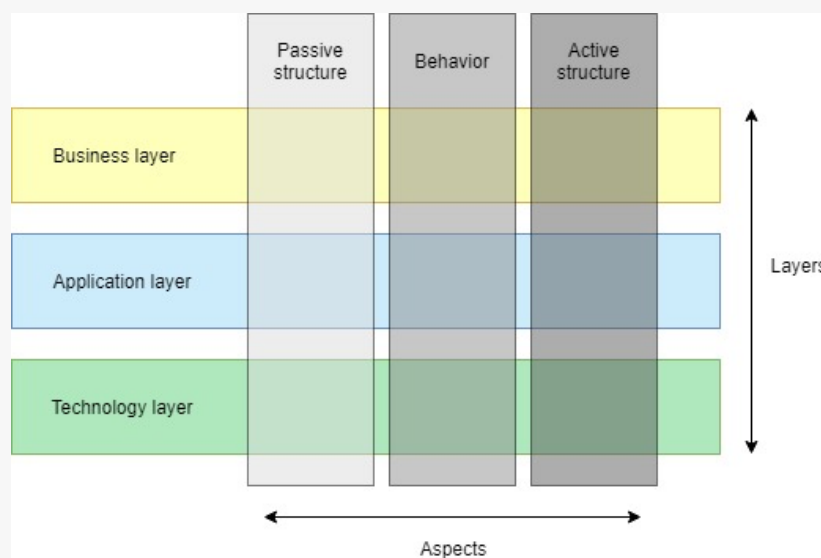 Passive
structure
Behavior
Active
structure
Business layer
Application layer
Layers
Technology layer
Aspects